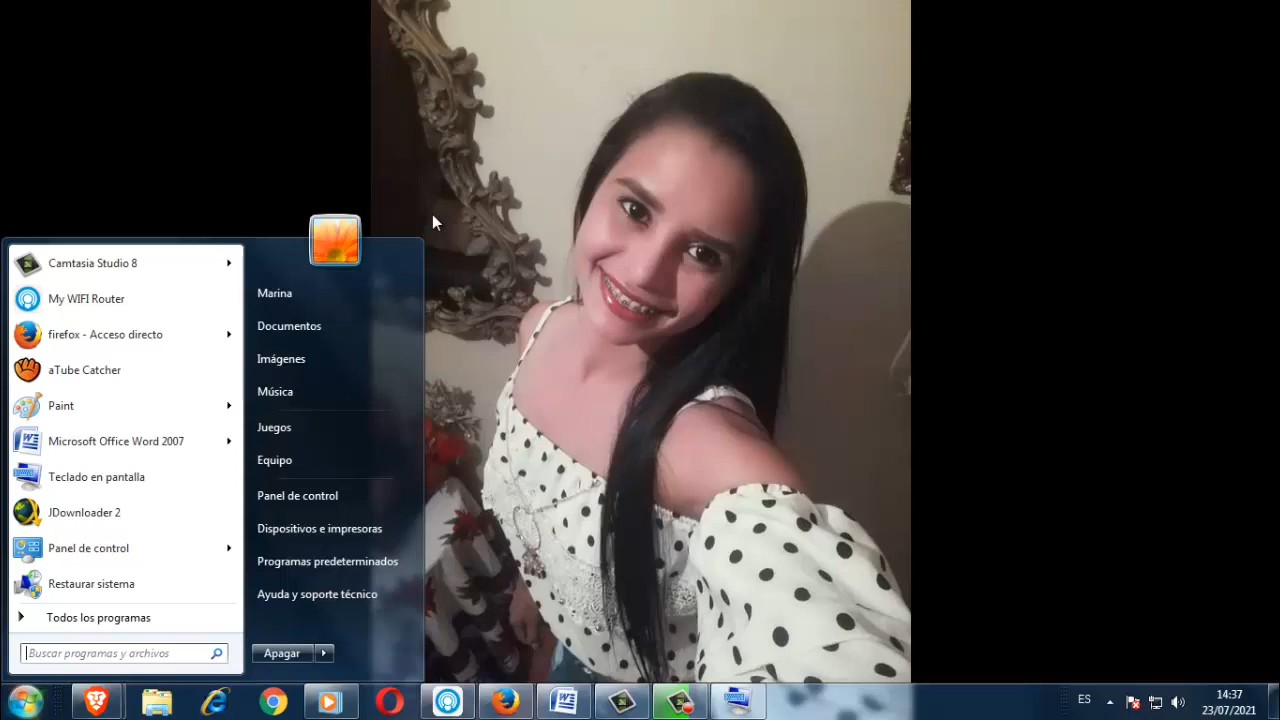 Camtasia Studio 8
My WIFI Router
firefox - Acceso directo
aTube Catcher
Paint
Microsoft Office Word 2007
Teclado en pantalla
JDownloader 2
Panel de control
Restaurar sistema
Todos los programas
Buscar programas y archivos
Marina
Documentos
Imágenes
Música
Juegos
Equipo
Panel de control
Dispositivos e impresoras
Programas predeterminados
Ayuda y soporte técnico
Apagar
ES
14:37
23/07/2021